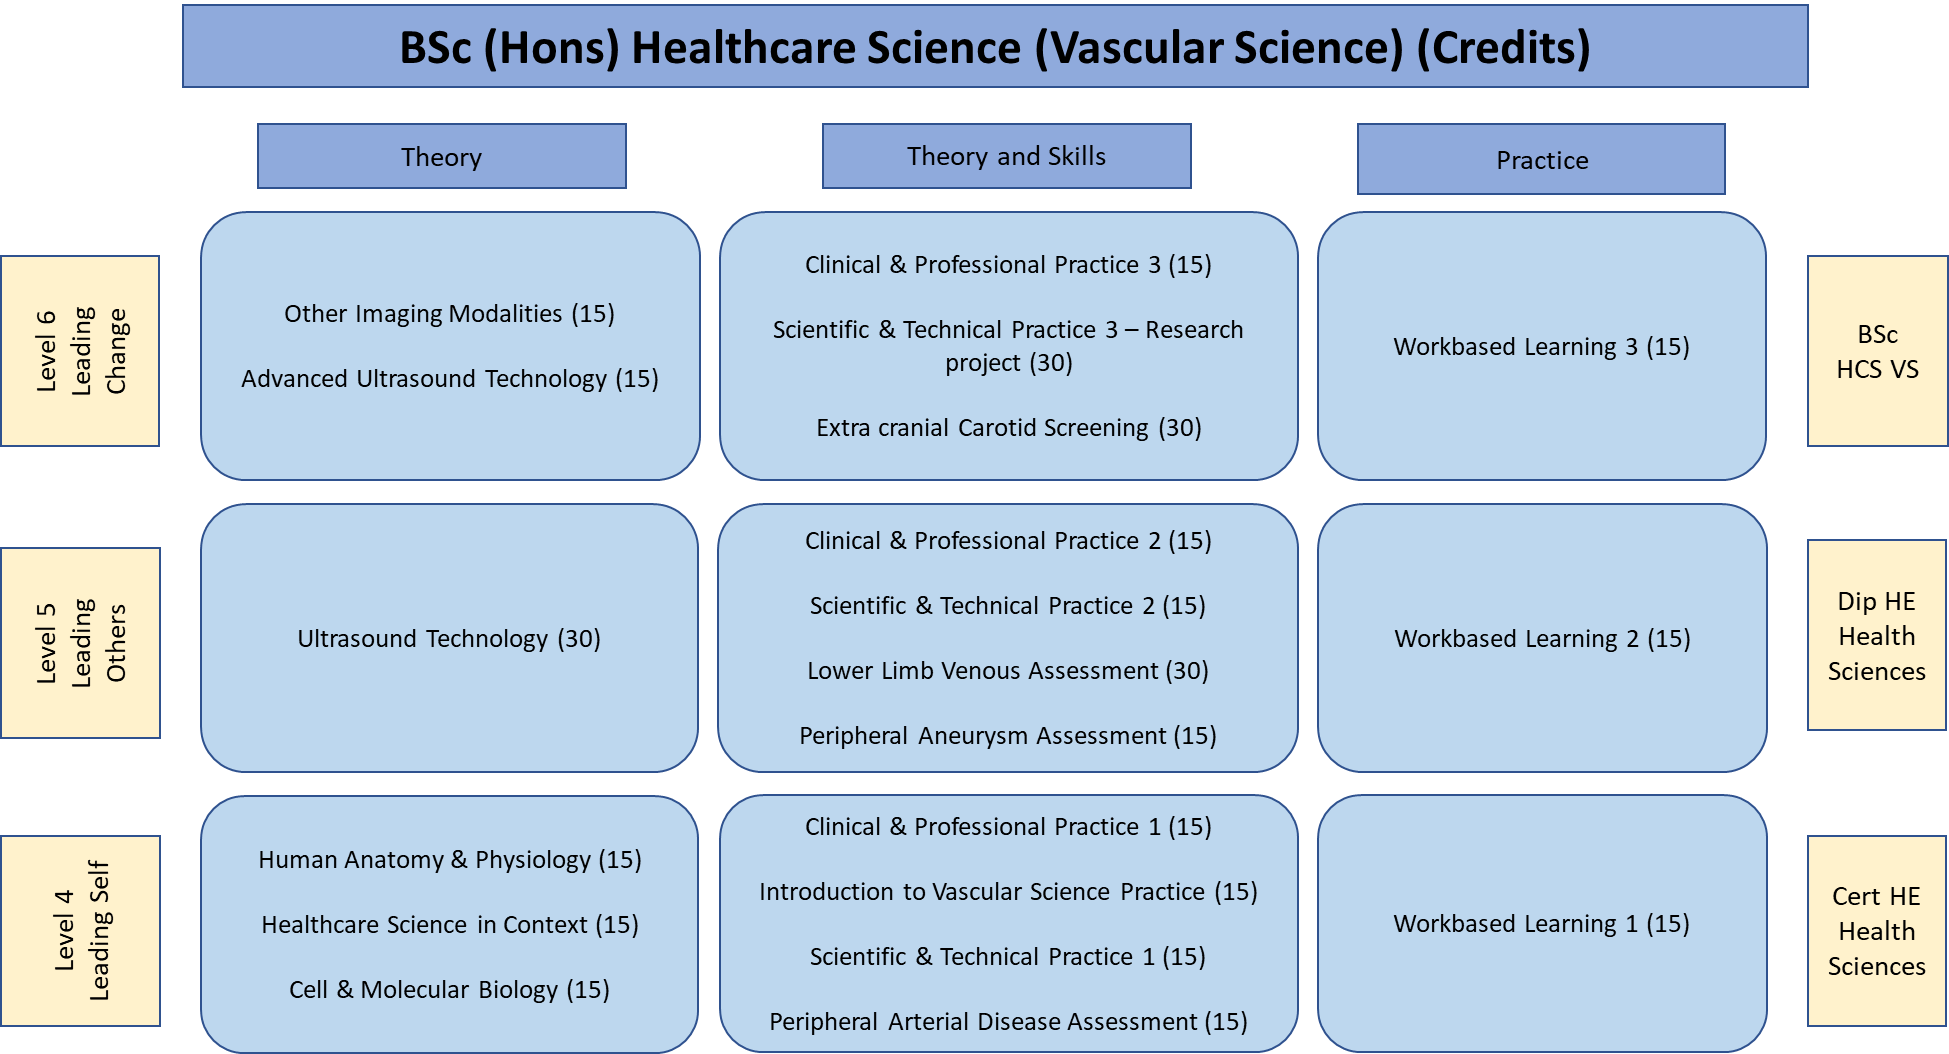 BSc (Hons) Healthcare Science (Vascular Science) (Credits)
Theory
Theory and Skills
Practice
Level 6
Leading
Change
Other Imaging Modalities (15)
Advanced Ultrasound Technology (15)
Clinical & Professional Practice 3 (15)
Scientific & Technical Practice 3 – Research
project (30)
Extra cranial Carotid Screening (30)
Workbased Learning 3 (15)
BSc
HCS VS
Level 5
Leading
Others
Ultrasound Technology (30)
Clinical & Professional Practice 2 (15)
Scientific & Technical Practice 2 (15)
Lower Limb Venous Assessment (30)
Peripheral Aneurysm Assessment (15)
Workbased Learning 2 (15)
Dip HE
Health
Sciences
Level 4
Leading Self
Human Anatomy & Physiology (15)
Healthcare Science in Context (15)
Cell & Molecular Biology (15)
Clinical & Professional Practice 1 (15)
Introduction to Vascular Science Practice (15)
Scientific & Technical Practice 1 (15)
Peripheral Arterial Disease Assessment (15)
Workbased Learning 1 (15)
Cert HE
Health
Sciences